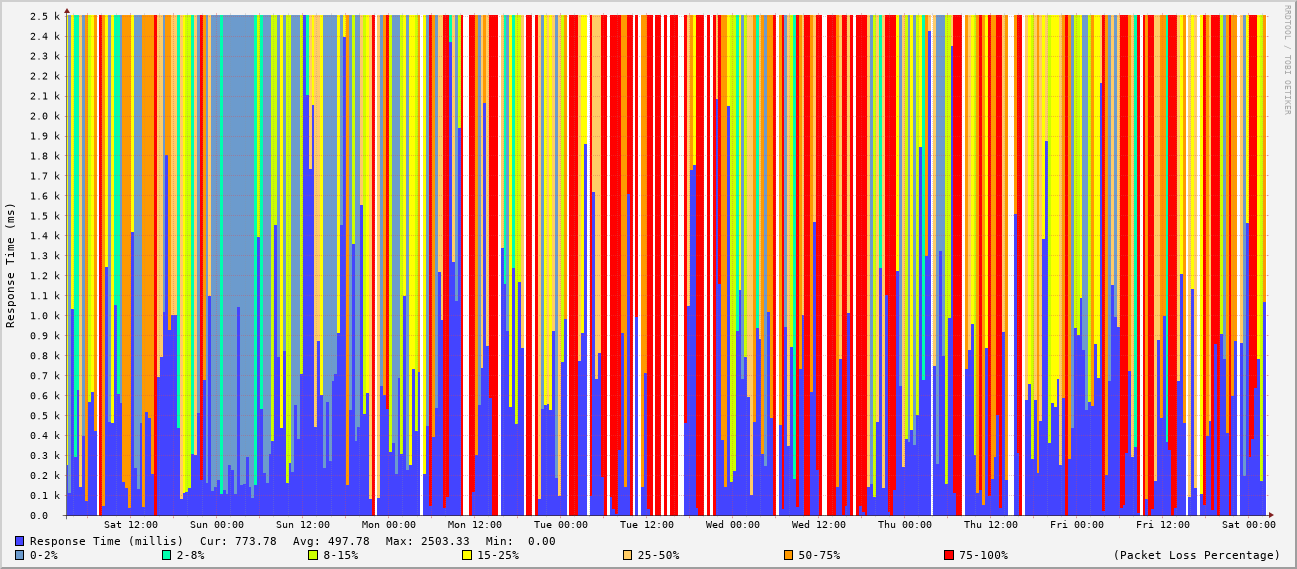 2.5 k
2.4 k
2.3 k
2.2 k
2.1 k
2.0 k
1.9 k
1.8 k
1.7 k
1.6 k
1.5 k
1.4 k
1.3 k
1.2 k
1.1 k
1.0 k
0.9 k
0.8 k
0.7 k
0.6 k
0.5 k
0.4 k
0.3 k
0.2 k
0.1 k
0.0
Response Time (ms)
RRDTOOL / TOBI OETIKER
Sat 12:00 Sun 00:00 Sun 12:00 Mon 00:00 Mon 12:00 Tue 00:00 Tue 12:00 Wed 00:00 Wed 12:00 Thu 00:00 Thu 12:00 Fri 00:00 Fri 12:00 Sat 00:00
Response Time (millis) Cur: 773.78 Avg: 497.78 Max: 2503.33 Min: 0.00
0-2% 2-8% 8-15% 15-25% 25-50% 50-75% 75-100% (Packet Loss Percentage)